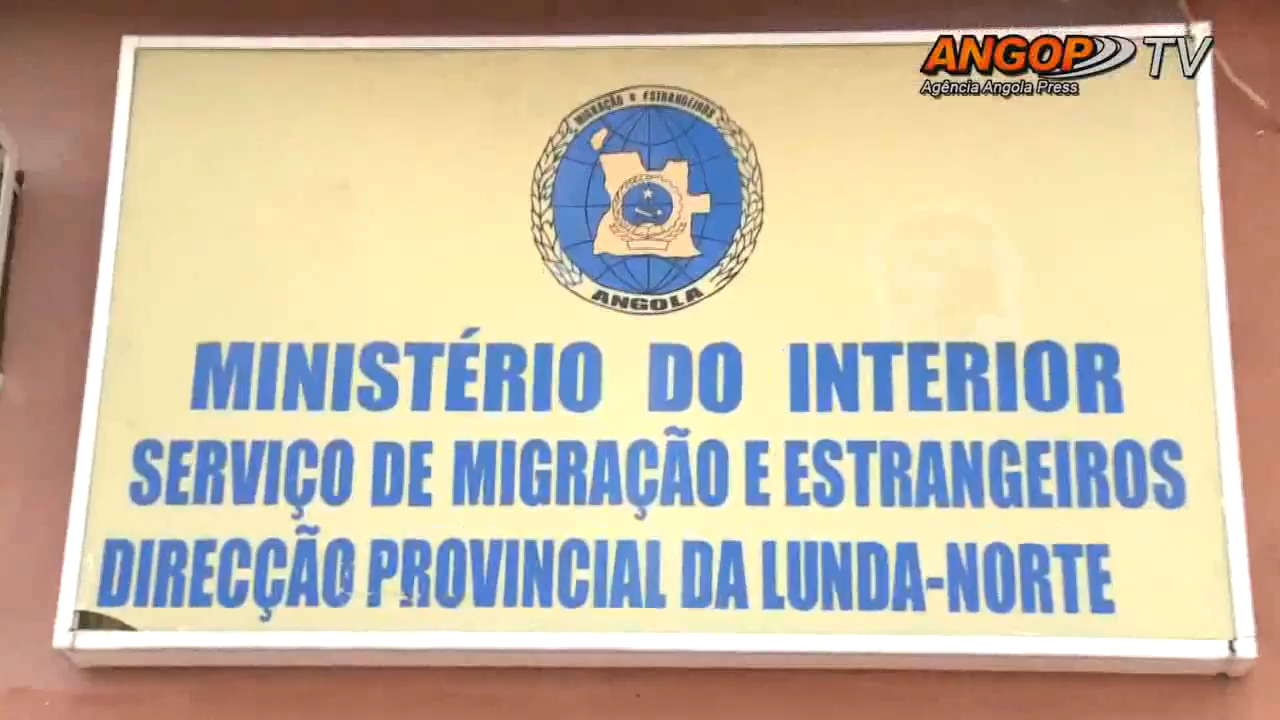 ANGOP TV
Agência Angola Press
MIGRAÇÃO E ESTRANGEIROS
ANGOLA
MINISTÉRIO DO INTERIOR
SERVIÇO DE MIGRAÇÃO E ESTRANGEIROS
DIRECÇÃO PROVINCIAL DA LUNDA-NORTE